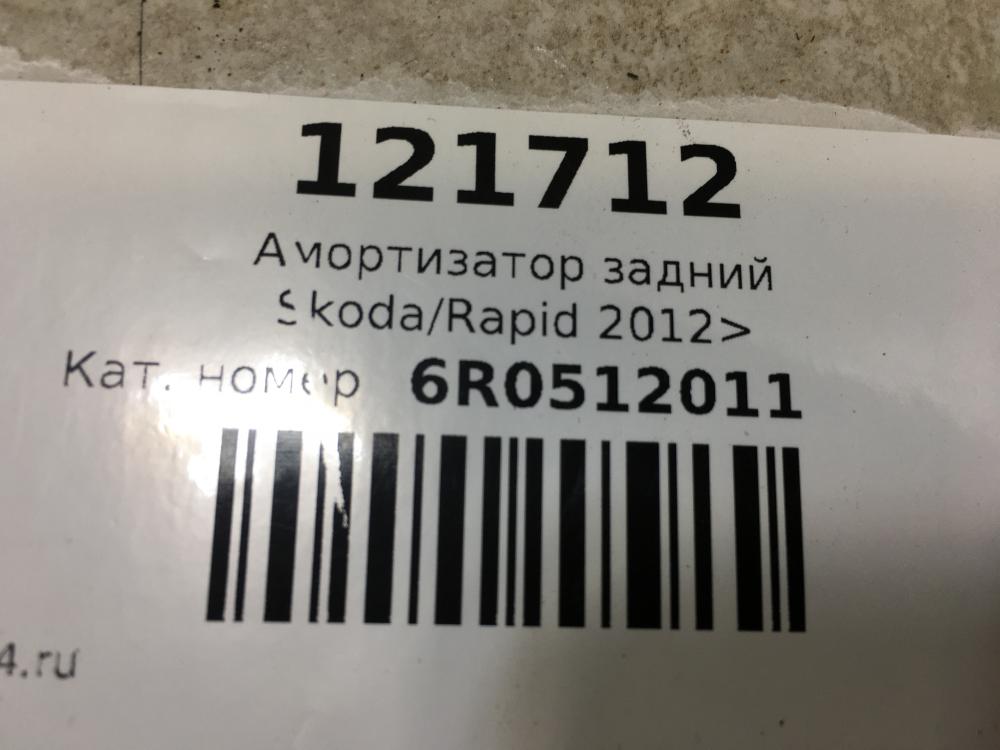 121712
Амортизатор задний
Skoda/Rapid 2012>
Кат. номер 6R0512011
4.ru